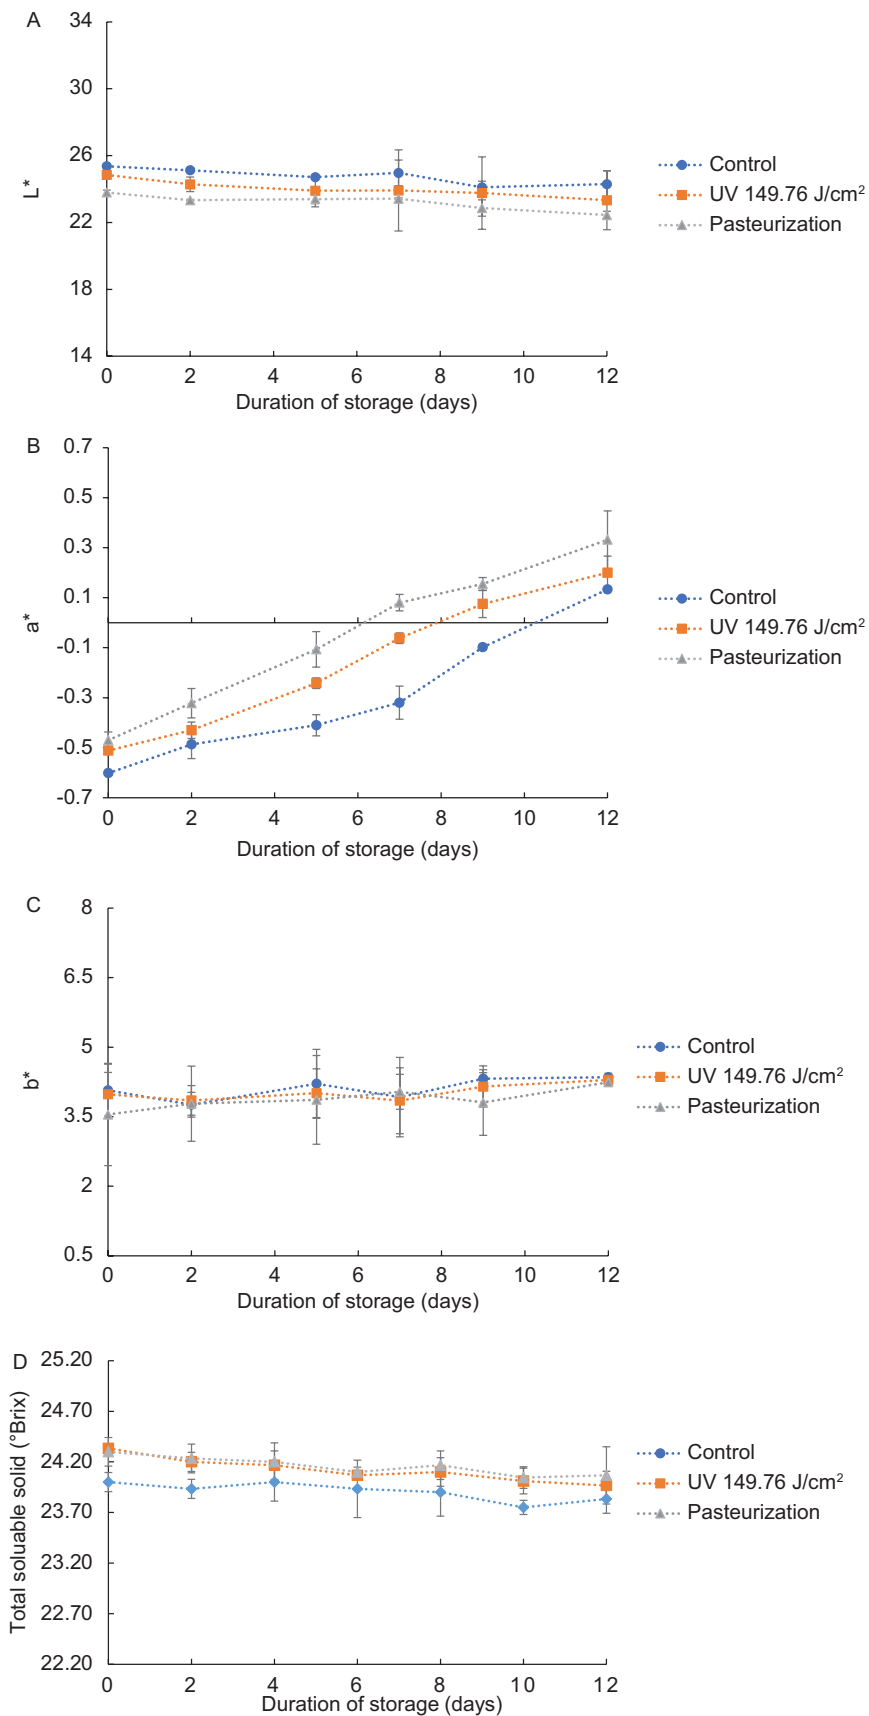 A
34
30
26
22
18
14
L*
0 2 4 6 8 10 12
Duration of storage (days)
Control
UV 149.76 J/cm²
Pasteurization
B
0.7
0.5
0.3
0.1
-0.1
-0.3
-0.5
-0.7
a*
0 2 4 6 8 10 12
Duration of storage (days)
Control
UV 149.76 J/cm²
Pasteurization
C
8
6.5
5
3.5
2
0.5
b*
0 2 4 6 8 10 12
Duration of storage (days)
Control
UV 149.76 J/cm²
Pasteurization
D
25.20
24.70
24.20
23.70
23.20
22.70
22.20
Total soluable solid (°Brix)
0 2 4 6 8 10 12
Duration of storage (days)
Control
UV 149.76 J/cm²
Pasteurization